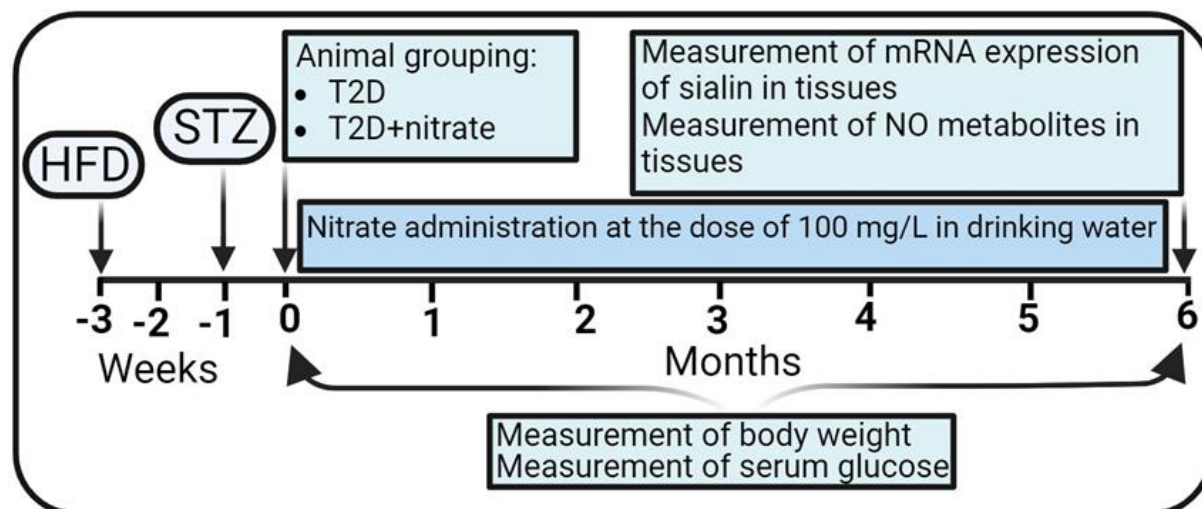 HFD
STZ
Animal grouping:
• T2D
• T2D+nitrate
Measurement of mRNA expression
of sialin in tissues
Measurement of NO metabolites in
tissues
Nitrate administration at the dose of 100 mg/L in drinking water
-3 -2 -1 0 1 2 3 4 5 6
Weeks Months
Measurement of body weight
Measurement of serum glucose